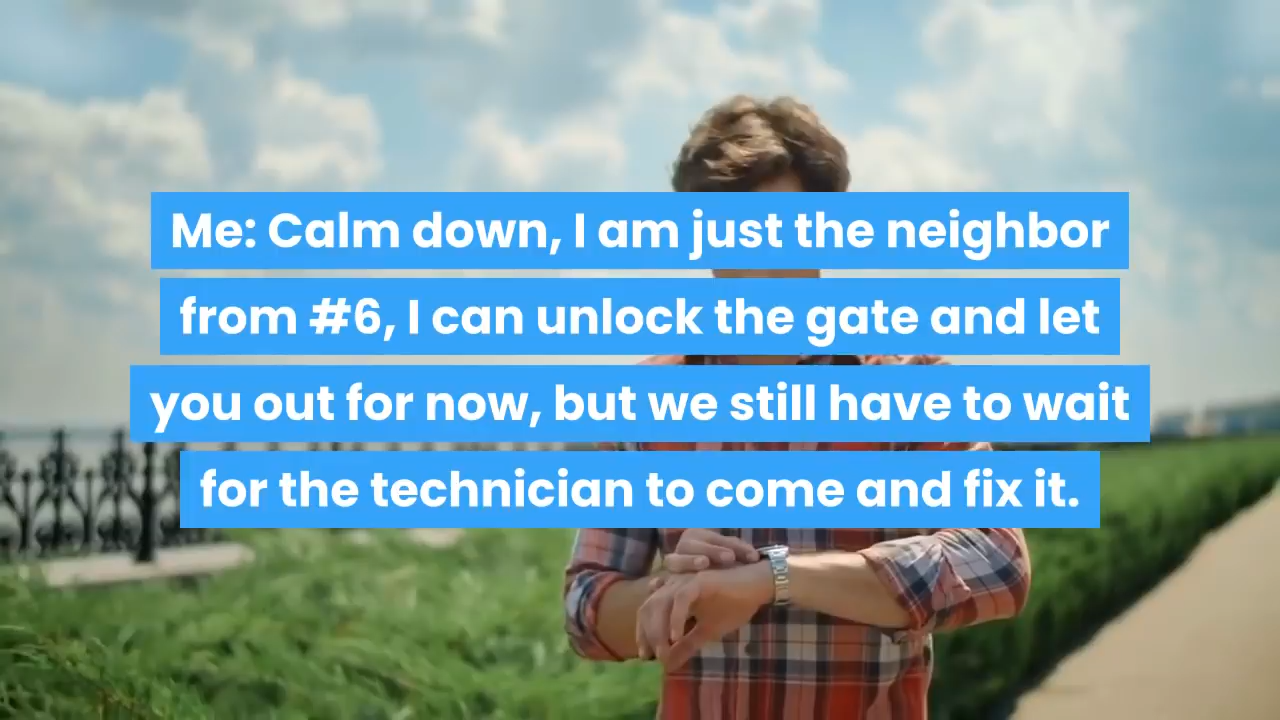 Me: Calm down, I am just the neighbor
from #6, I can unlock the gate and let
you out for now, but we still have to wait
for the technician to come and fix it.